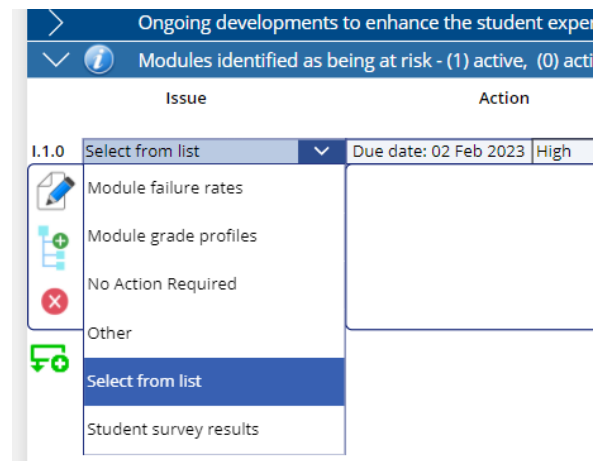 Ongoing developments to enhance the student
Modules identified as being at risk - (1) active, (0)
Issue Action
I.1.0 Select from list Due date: 02 Feb 2023 High
Module failure rates
Module grade profiles
No Action Required
Other
Select from list
Student survey results